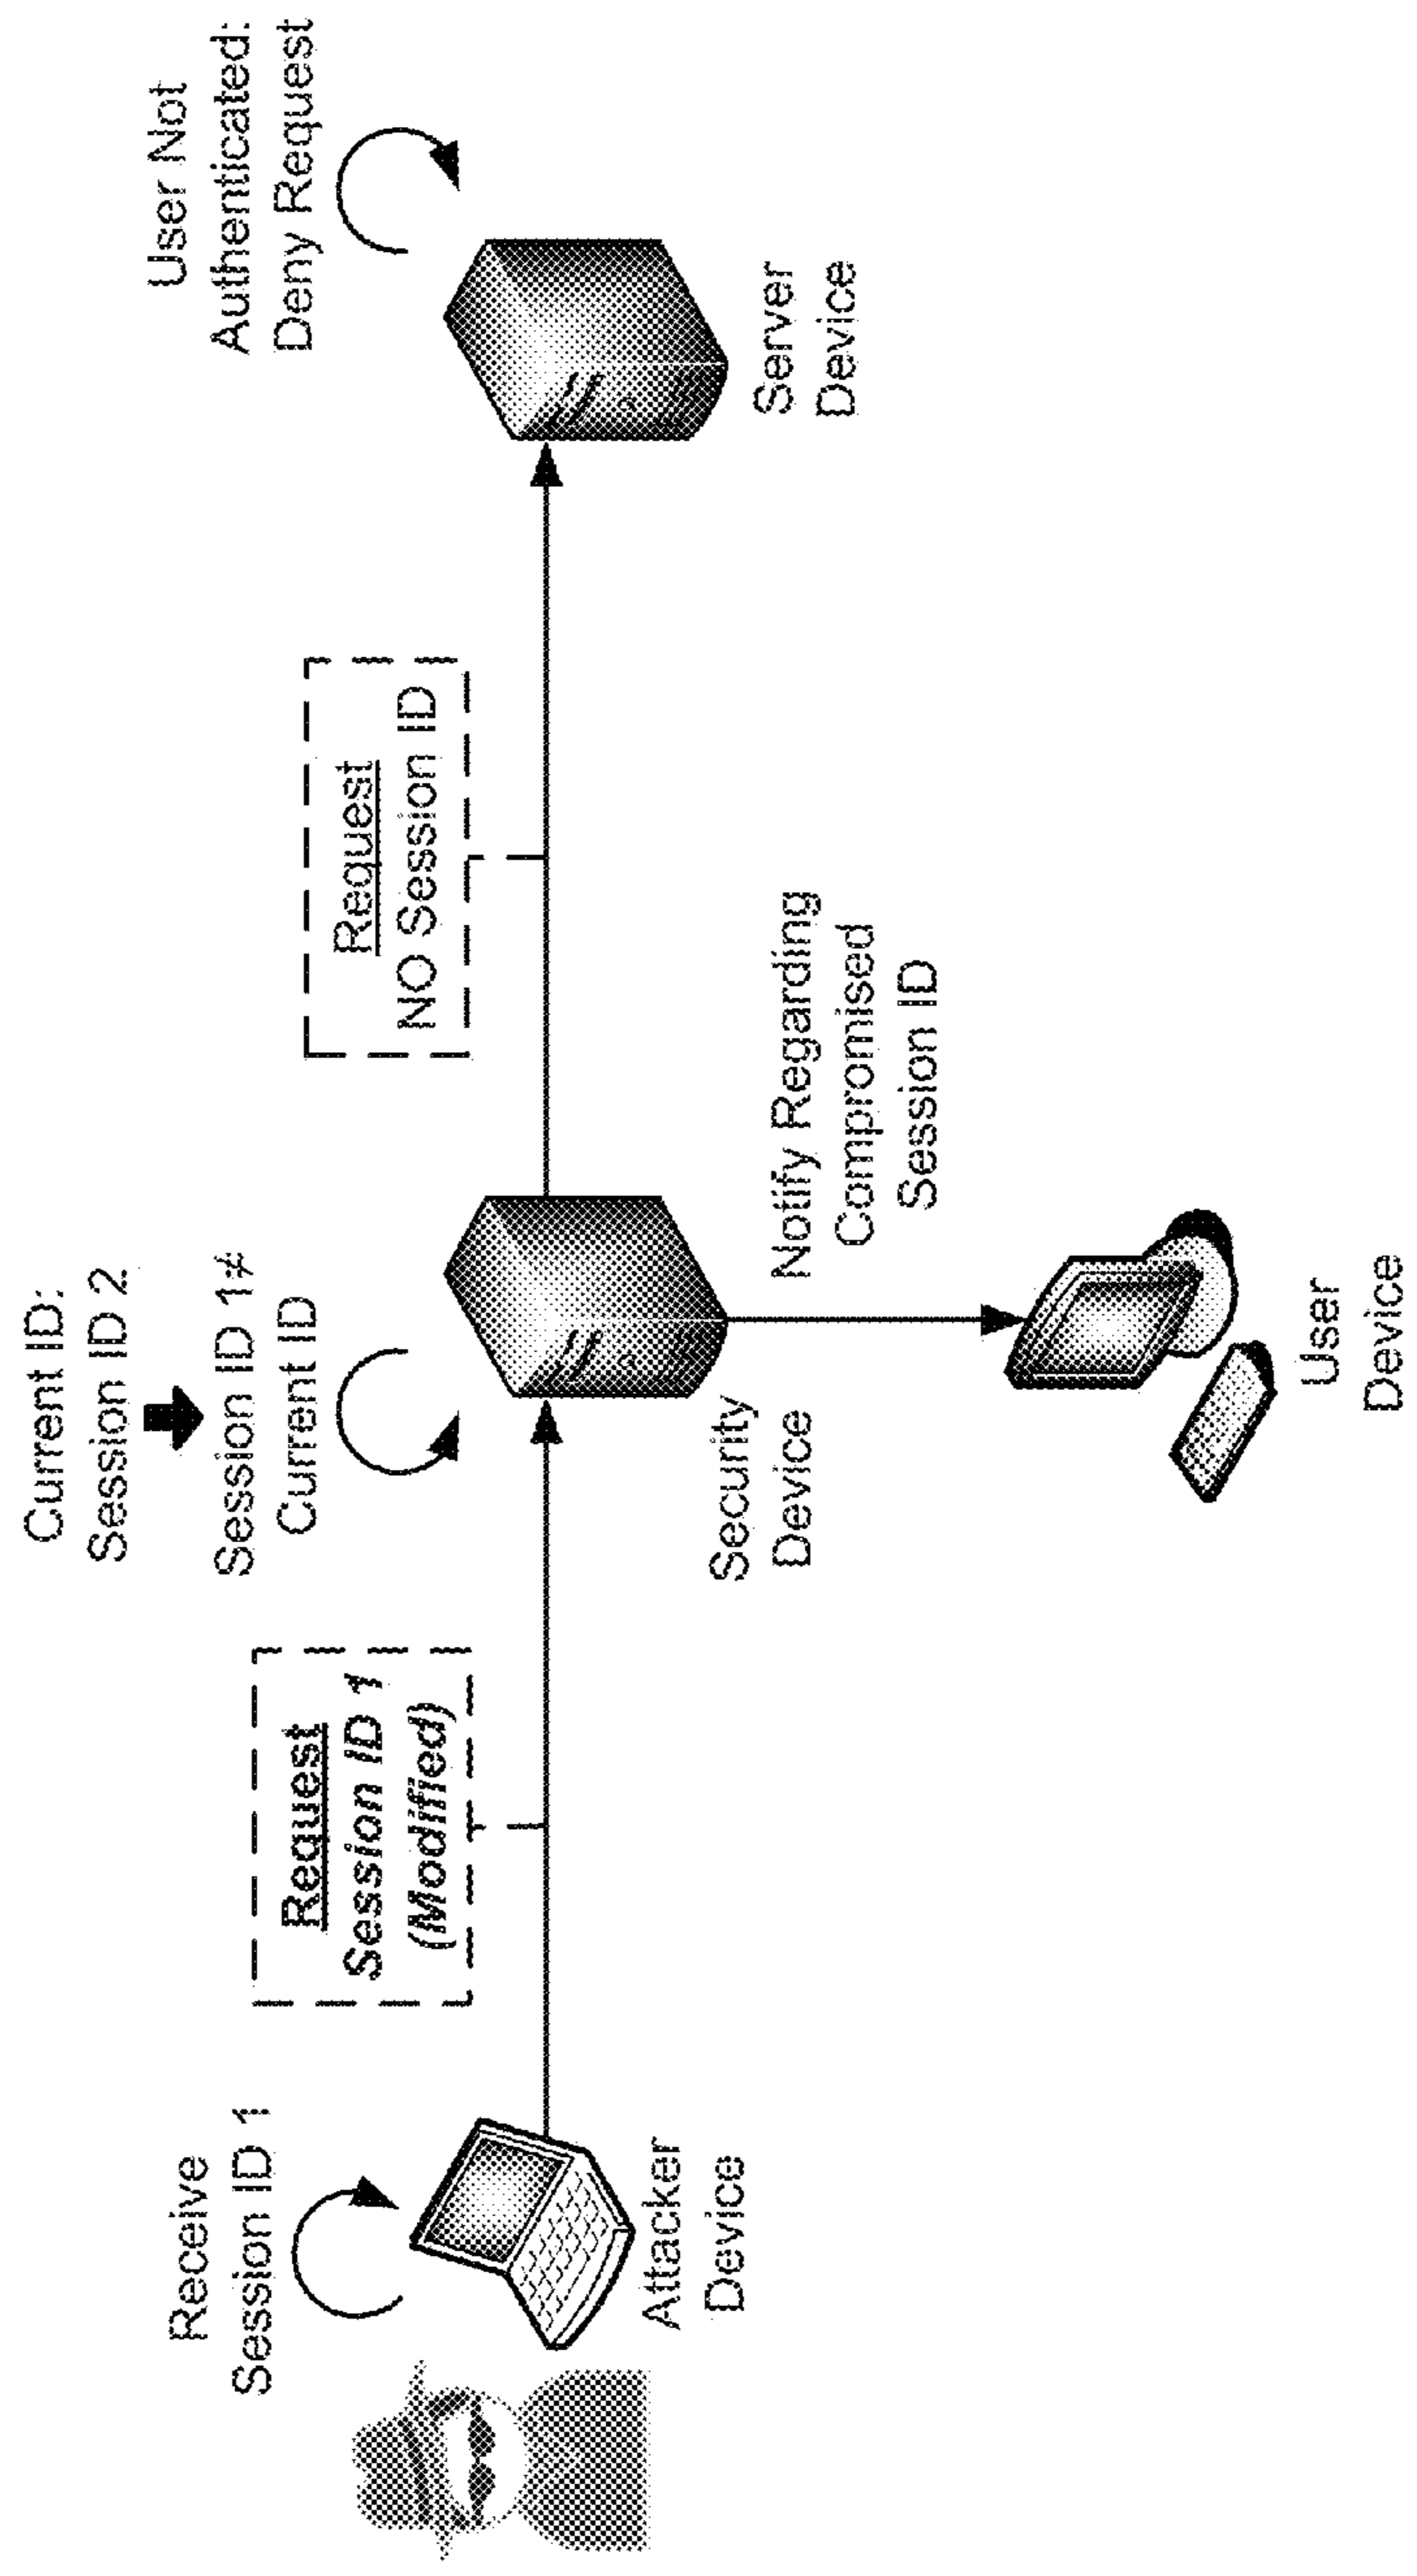 Receive
Session ID 1
Attacker
Device
Request
Session ID 1
(Modified)
Current ID:
Session ID 2
Session ID 1≠
Current ID
Security
Device
Notify Regarding
Compromised
Session ID
User
Device
Request
NO Session ID
User Not
Authenticated:
Deny Request
Server
Device